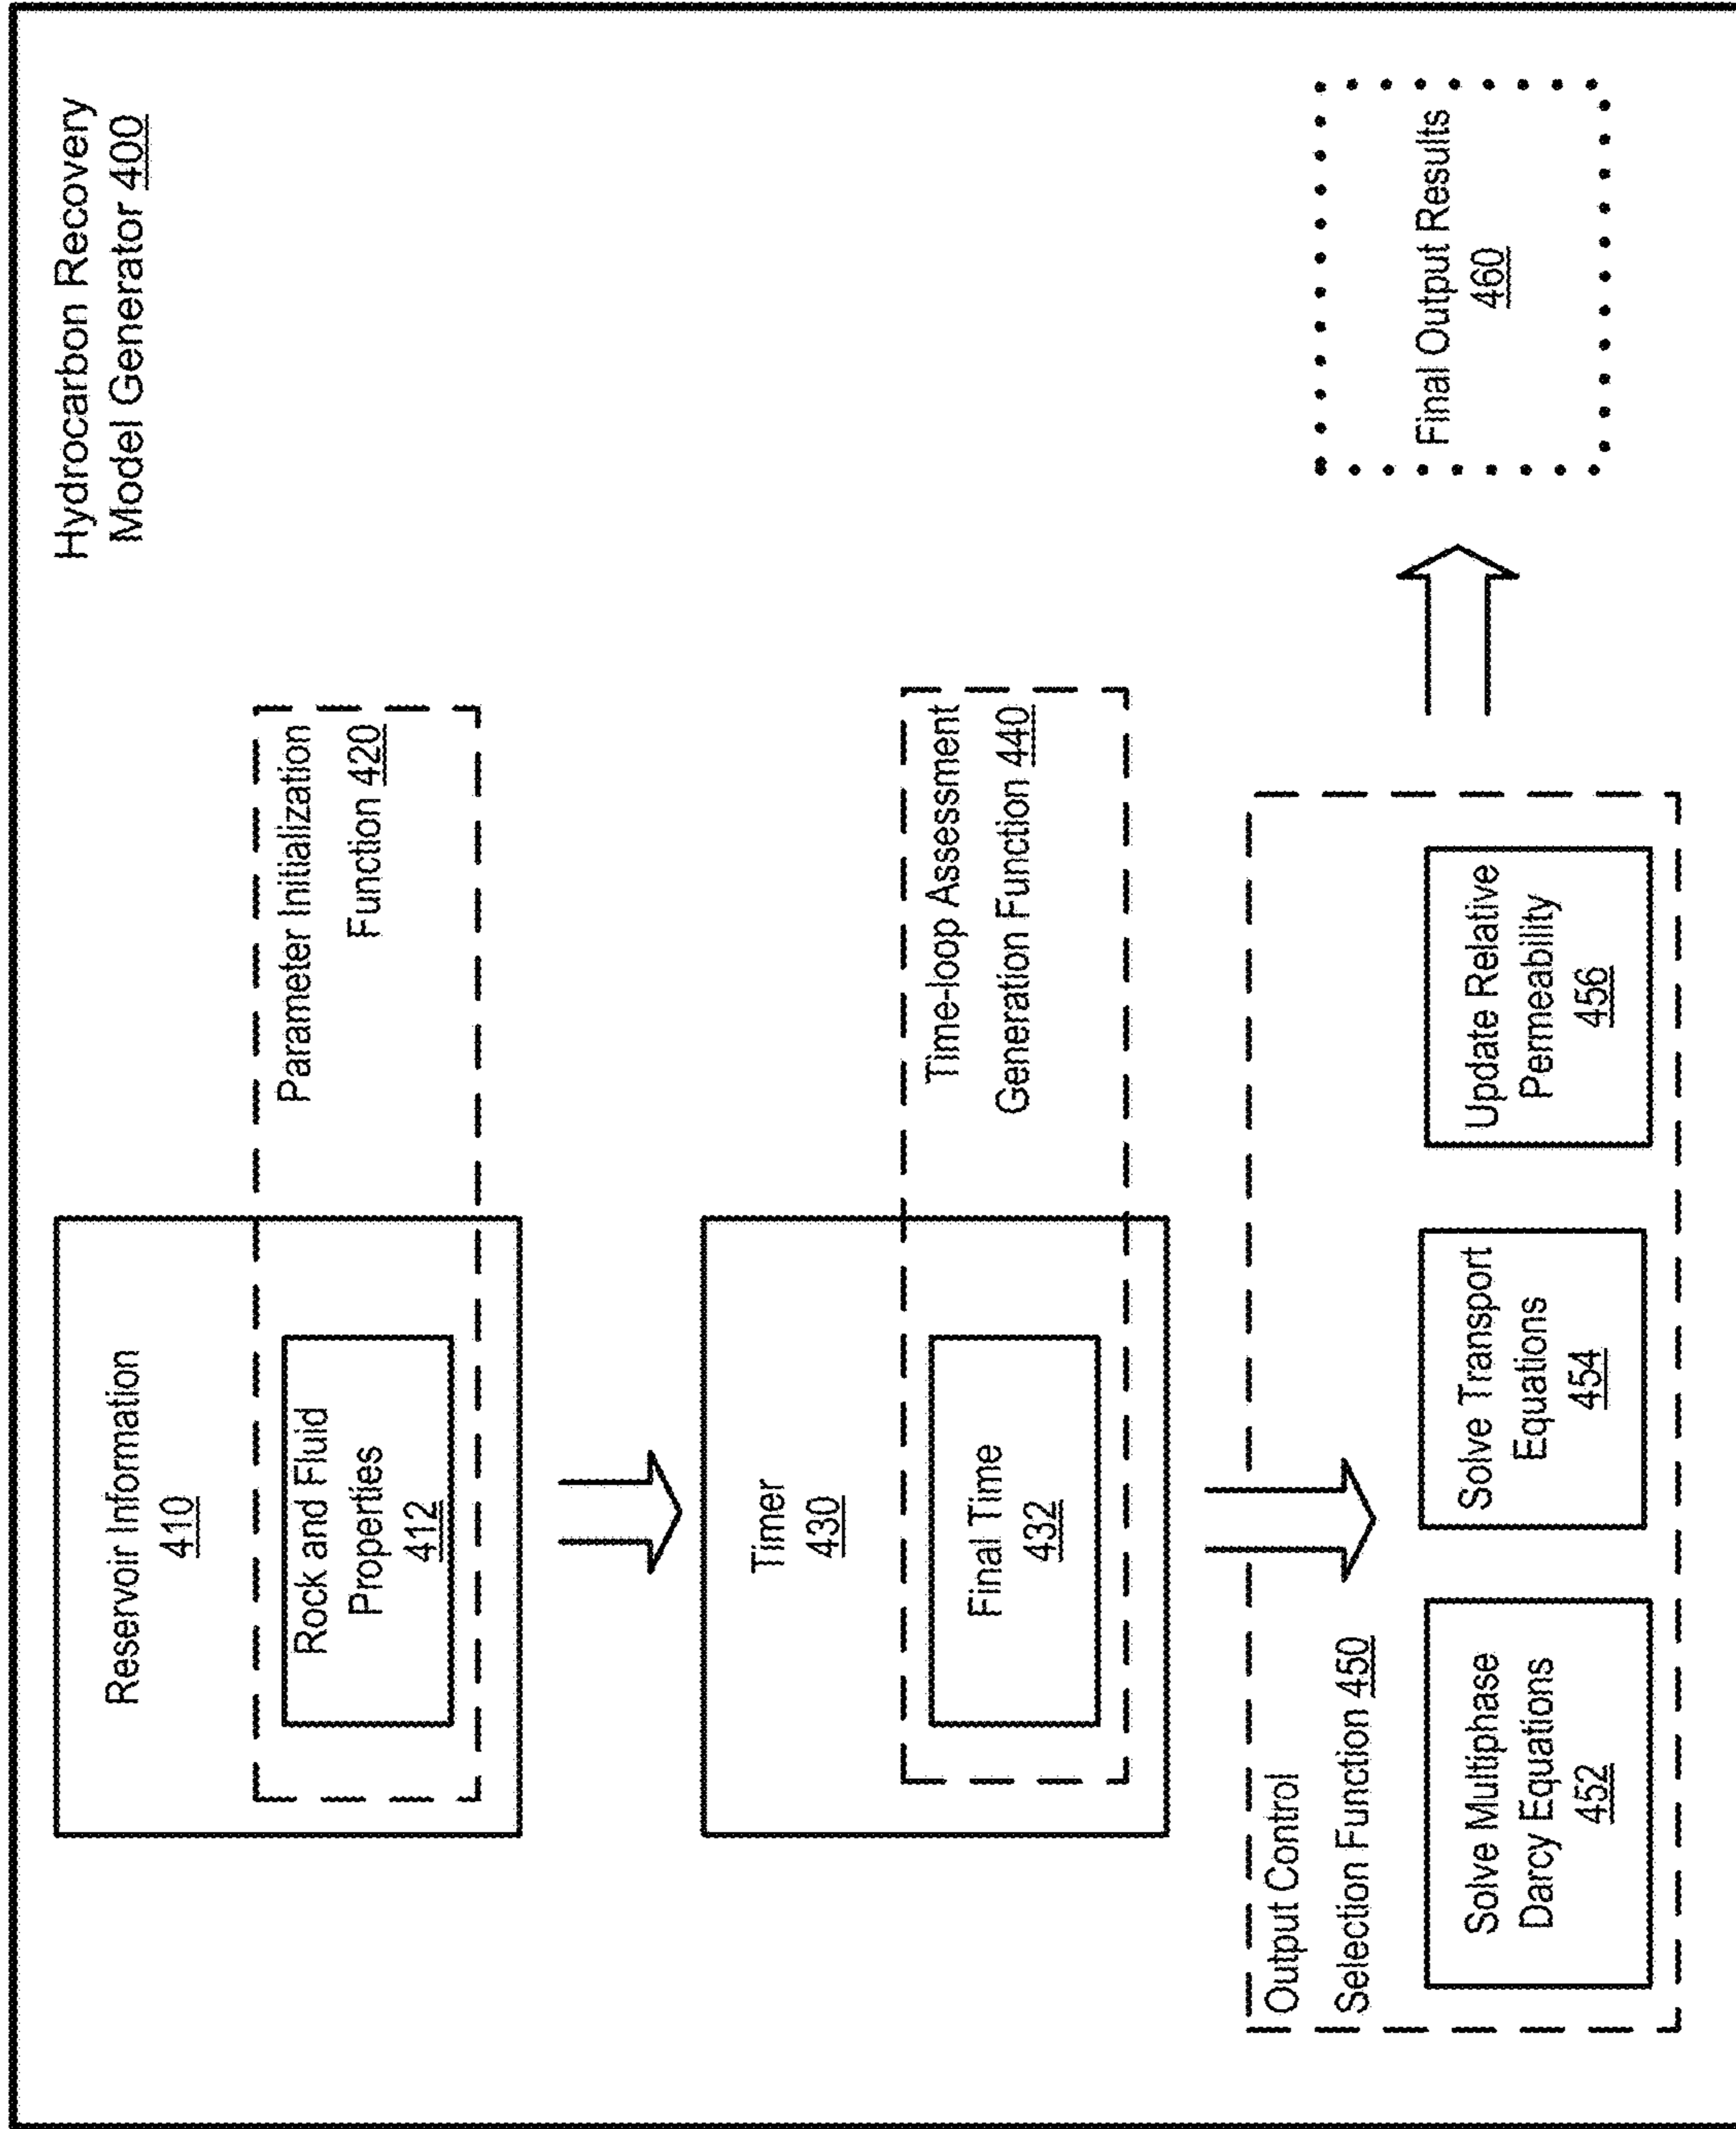 Hydrocarbon Recovery
Model Generator 400
Reservoir Information
410
Rock and Fluid
Properties
412
Parameter Initialization
Function 420
Timer
430
Final Time
432
Time-loop Assessment
Generation Function 440
Output Control
Selection Function 450
Solve Multiphase
Darcy Equations
452
Solve Transport
Equations
454
Update Relative
Permeability
456
Final Output Results
460